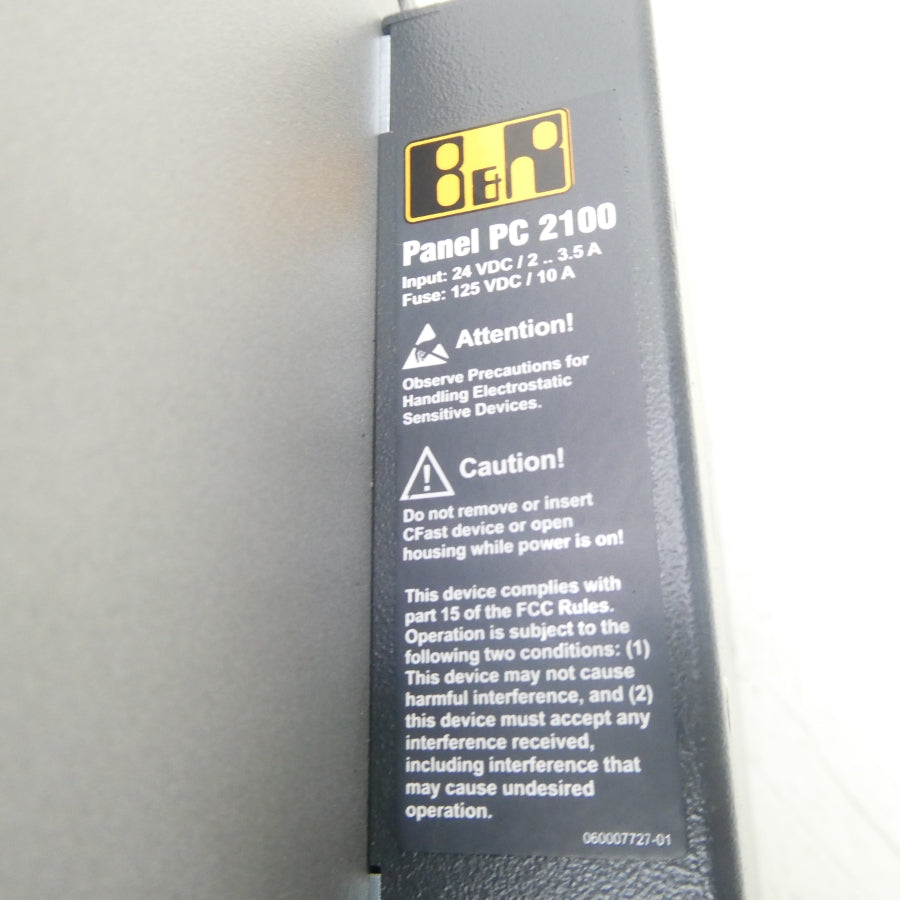 B&R
Panel PC 2100
Input: 24 VDC / 2 .. 3.5 A
Fuse: 125 VDC / 10 A
Attention!
Observe Precautions for
Handling Electrostatic
Sensitive Devices.
Caution!
Do not remove or insert
CFast device or open
housing while power is on!
This device complies with
part 15 of the FCC Rules.
Operation is subject to the
following two conditions: (1)
This device may not cause
harmful interference, and (2)
this device must accept any
interference received,
including interference that
may cause undesired
operation.
060007727-01